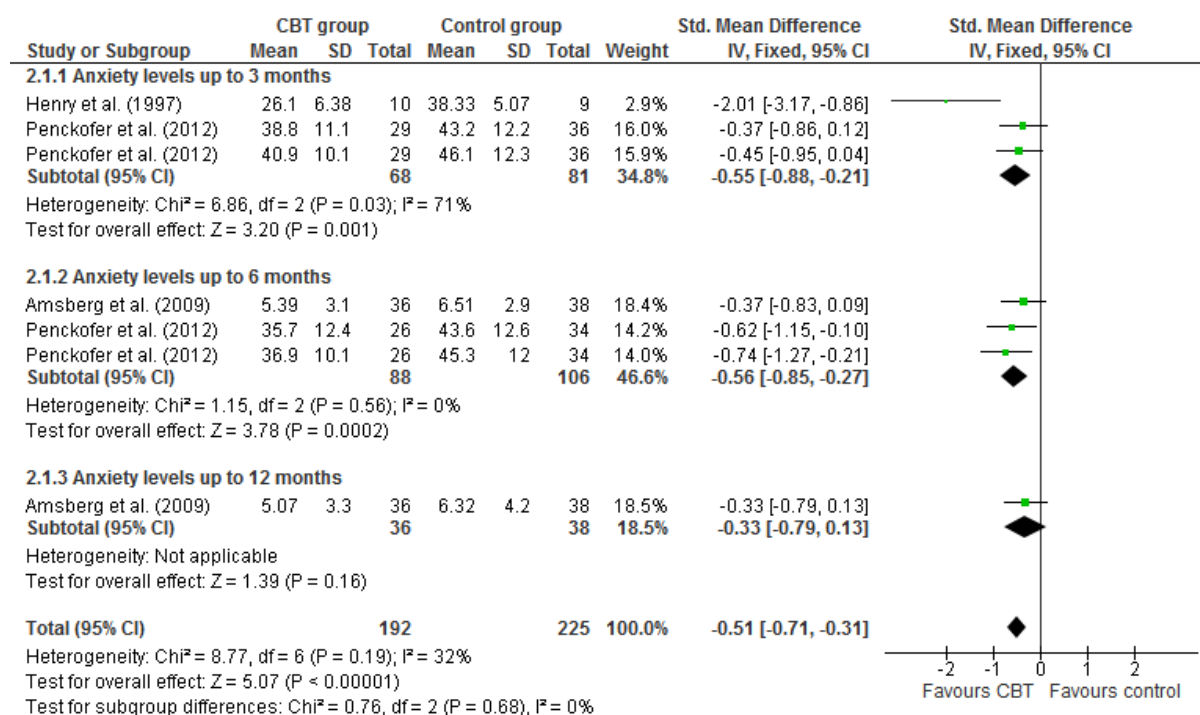 CBT group Control group Std. Mean Difference Std. Mean Difference
Study or Subgroup Mean SD Total Mean SD Total Weight IV, Fixed, 95% CI IV, Fixed, 95% CI
2.1.1 Anxiety levels up to 3 months
Henry et al. (1997) 26.1 6.38 10 38.33 5.07 9 2.9% -2.01 [-3.17, -0.86]
Penckofer et al. (2012) 38.8 11.1 29 43.2 12.2 36 16.0% -0.37 [-0.86, 0.12]
Penckofer et al. (2012) 40.9 10.1 29 46.1 12.3 36 15.9% -0.45 [-0.95, 0.04]
Subtotal (95% CI) 68 81 34.8% -0.55 [-0.88, -0.21]
Heterogeneity: Chi² = 6.86, df = 2 (P = 0.03); I² = 71%
Test for overall effect: Z = 3.20 (P = 0.001)
2.1.2 Anxiety levels up to 6 months
Amsberg et al. (2009) 5.39 3.1 36 6.51 2.9 38 18.4% -0.37 [-0.83, 0.09]
Penckofer et al. (2012) 35.7 12.4 26 43.6 12.6 34 14.2% -0.62 [-1.15, -0.10]
Penckofer et al. (2012) 36.9 10.1 26 45.3 12 34 14.0% -0.74 [-1.27, -0.21]
Subtotal (95% CI) 88 106 46.6% -0.56 [-0.85, -0.27]
Heterogeneity: Chi² = 1.15, df = 2 (P = 0.56); I² = 0%
Test for overall effect: Z = 3.78 (P = 0.0002)
2.1.3 Anxiety levels up to 12 months
Amsberg et al. (2009) 5.07 3.3 36 6.32 4.2 38 18.5% -0.33 [-0.79, 0.13]
Subtotal (95% CI) 36 38 18.5% -0.33 [-0.79, 0.13]
Heterogeneity: Not applicable
Test for overall effect: Z = 1.39 (P = 0.16)
Total (95% CI) 192 225 100.0% -0.51 [-0.71, -0.31]
Heterogeneity: Chi² = 8.77, df = 6 (P = 0.19); I² = 32%
Test for overall effect: Z = 5.07 (P < 0.00001)
Test for subgroup differences: Chi² = 0.76, df = 2 (P = 0.68), I² = 0%
-2 -1 0 1 2
Favours CBT Favours control